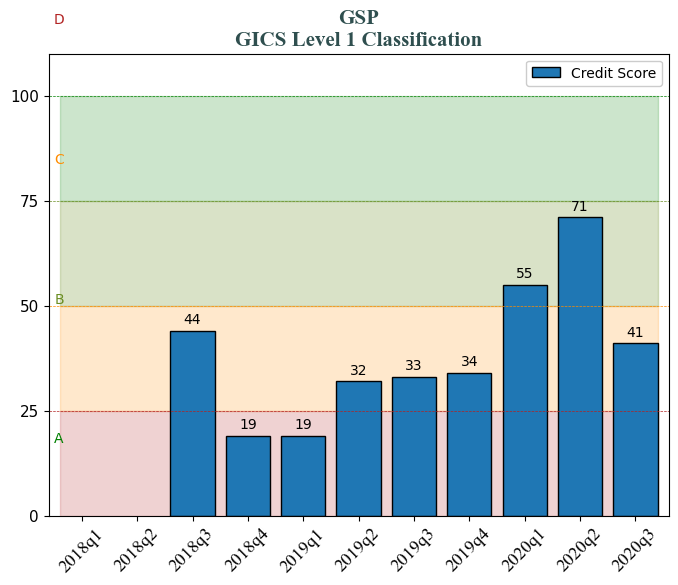 D
GSP
GICS Level 1 Classification
Credit Score
100
C
75
71
55
B
50
44
41
34
33
32
25
19
19
A
0
2018q1
2018q2
2018q3
2018q4
2019q1
2019q2
2019q3
2019q4
2020q1
2020q2
2020q3